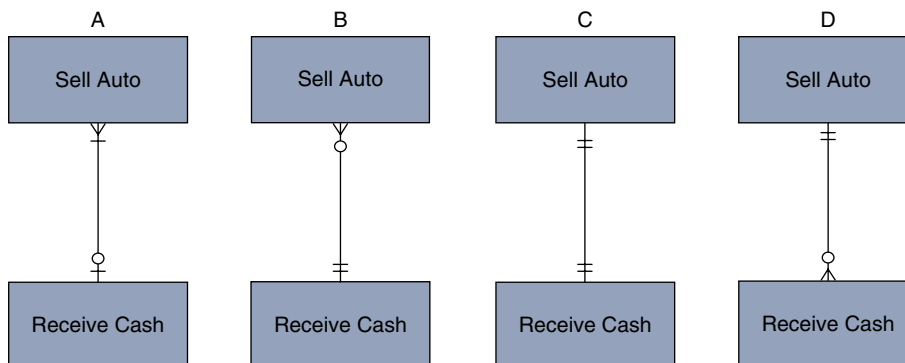 A B C D
Sell Auto Sell Auto Sell Auto Sell Auto
Receive Cash Receive Cash Receive Cash Receive Cash